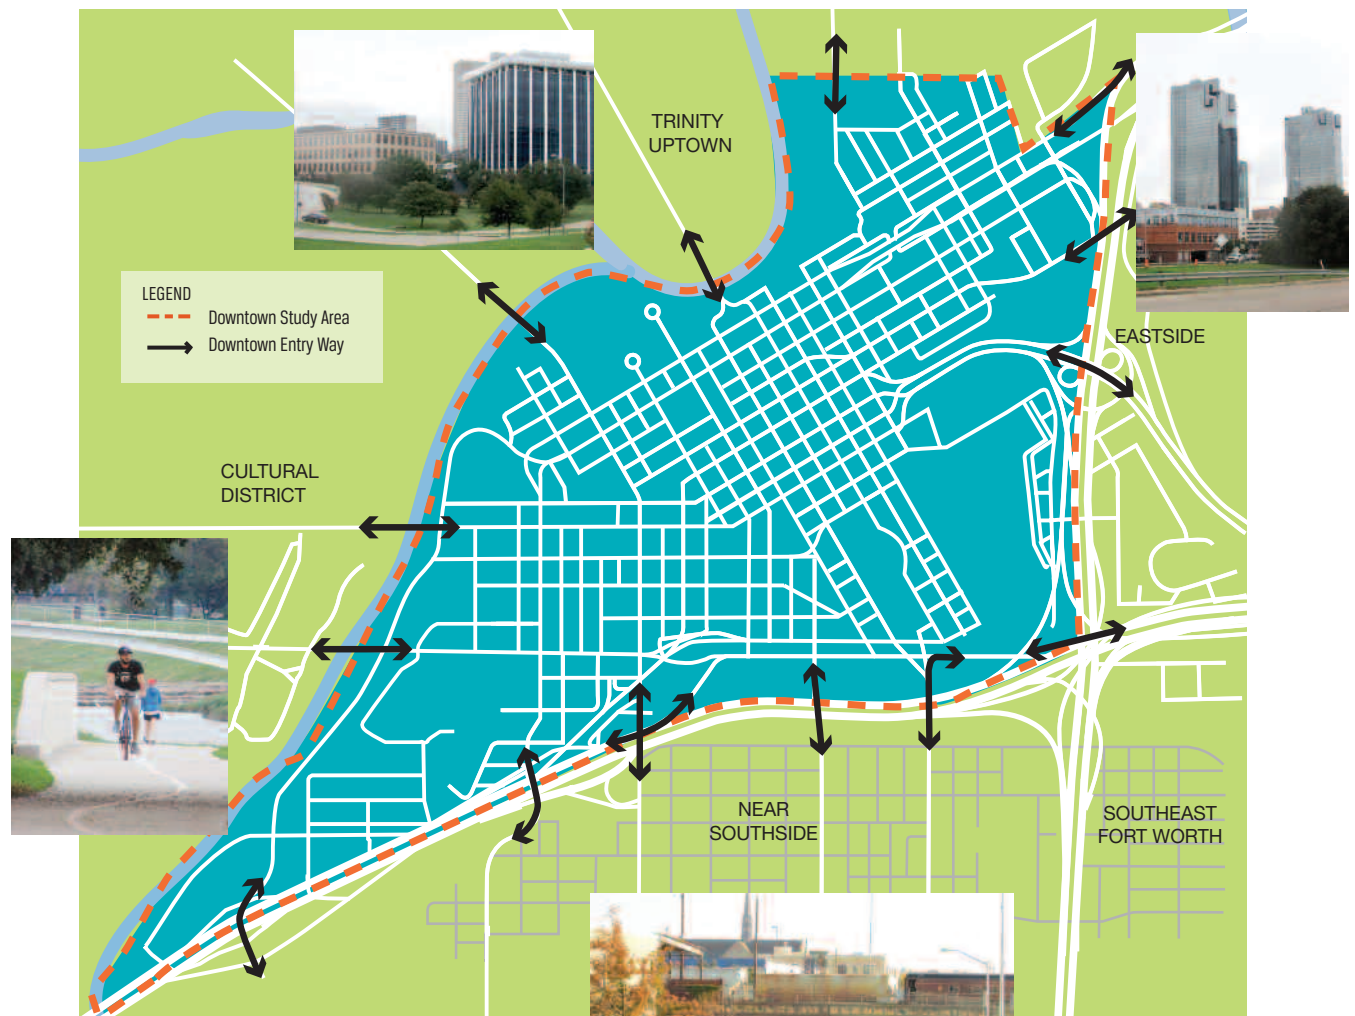 TRINITY
UPTOWN
LEGEND
Downtown Study Area
Downtown Entry Way
EASTSIDE
CULTURAL
DISTRICT
NEAR
SOUTHSIDE
SOUTHEAST
FORT WORTH